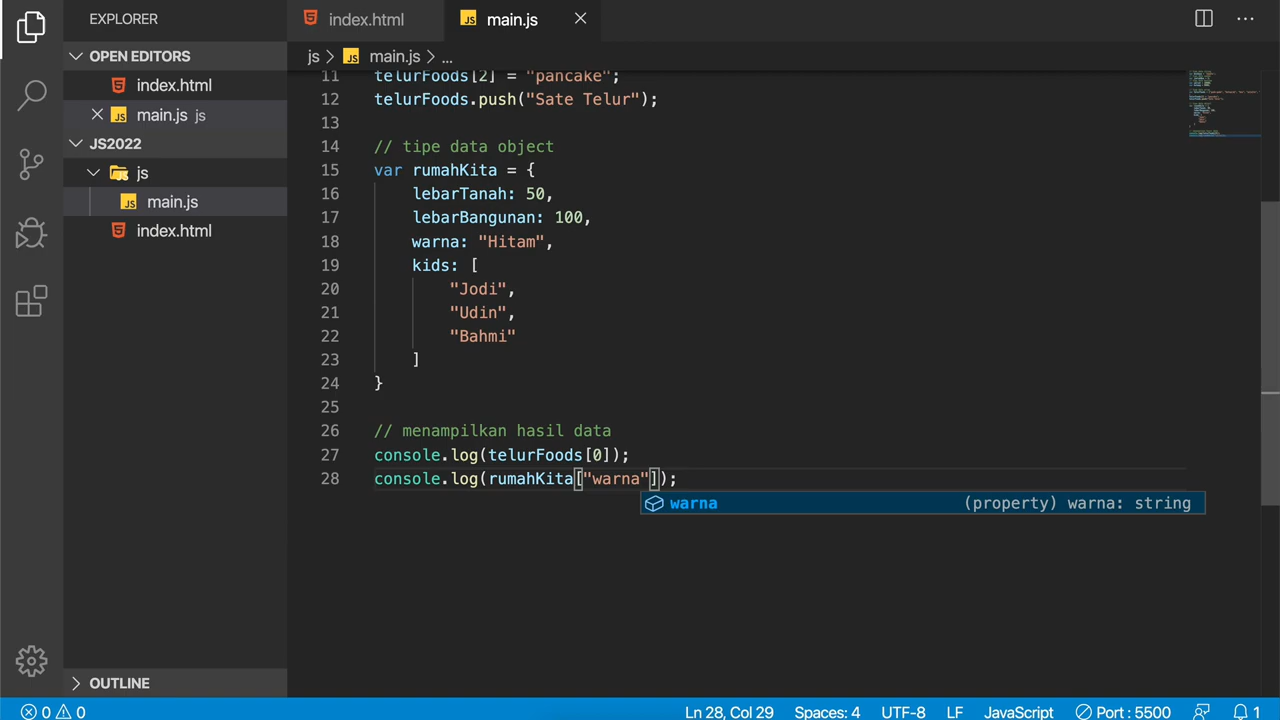 EXPLORER
index.html
JS main.js
OPEN EDITORS
index.html
JS main.js js
JS2022
js
JS main.js
index.html
OUTLINE
js JS main.js ...
11 telurFoods[2] = "pancake";
12 telurFoods.push("Sate Telur");
13
14 // tipe data object
15 var rumahKita = {
16 lebarTanah: 50,
17 lebarBangunan: 100,
18 warna: "Hitam",
19 kids: [
20 "Jodi",
21 "Udin",
22 "Bahmi"
23 ]
24 }
25
26 // menampilkan hasil data
27 console.log(telurFoods[0]);
28 console.log(rumahKita["warna"]);
warna (property) warna: string
0 0 Ln 28, Col 29 Spaces: 4 UTF-8 LF JavaScript Port : 5500 1